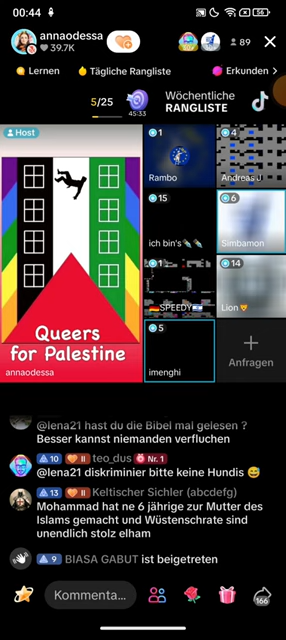 00:44
56
annaodessa
39.7K
89
Lernen
Tägliche Rangliste
Erkunden >
5/25
45:33
Wöchentliche
RANGLISTE
Host
1
Rambo
4
Andreas J
15
ich bin's
6
Simbamon
Queers
for Palestine
annaodessa
1
SPEEDY
14
Lion
5
imenghi
+
Anfragen
@lena21 hast du die Bibel mal gelesen ?
Besser kannst niemanden verfluchen
10 II teo_dus Nr. 1
@lena21 diskriminier bitte keine Hundis 😅
13 II Keltischer Sichler (abcdefg)
Mohammad hat ne 6 jährige zur Mutter des
Islams gemacht und Wüstenschrate sind
unendlich stolz elham
9 BIASA GABUT ist beigetreten
Kommenta...
166